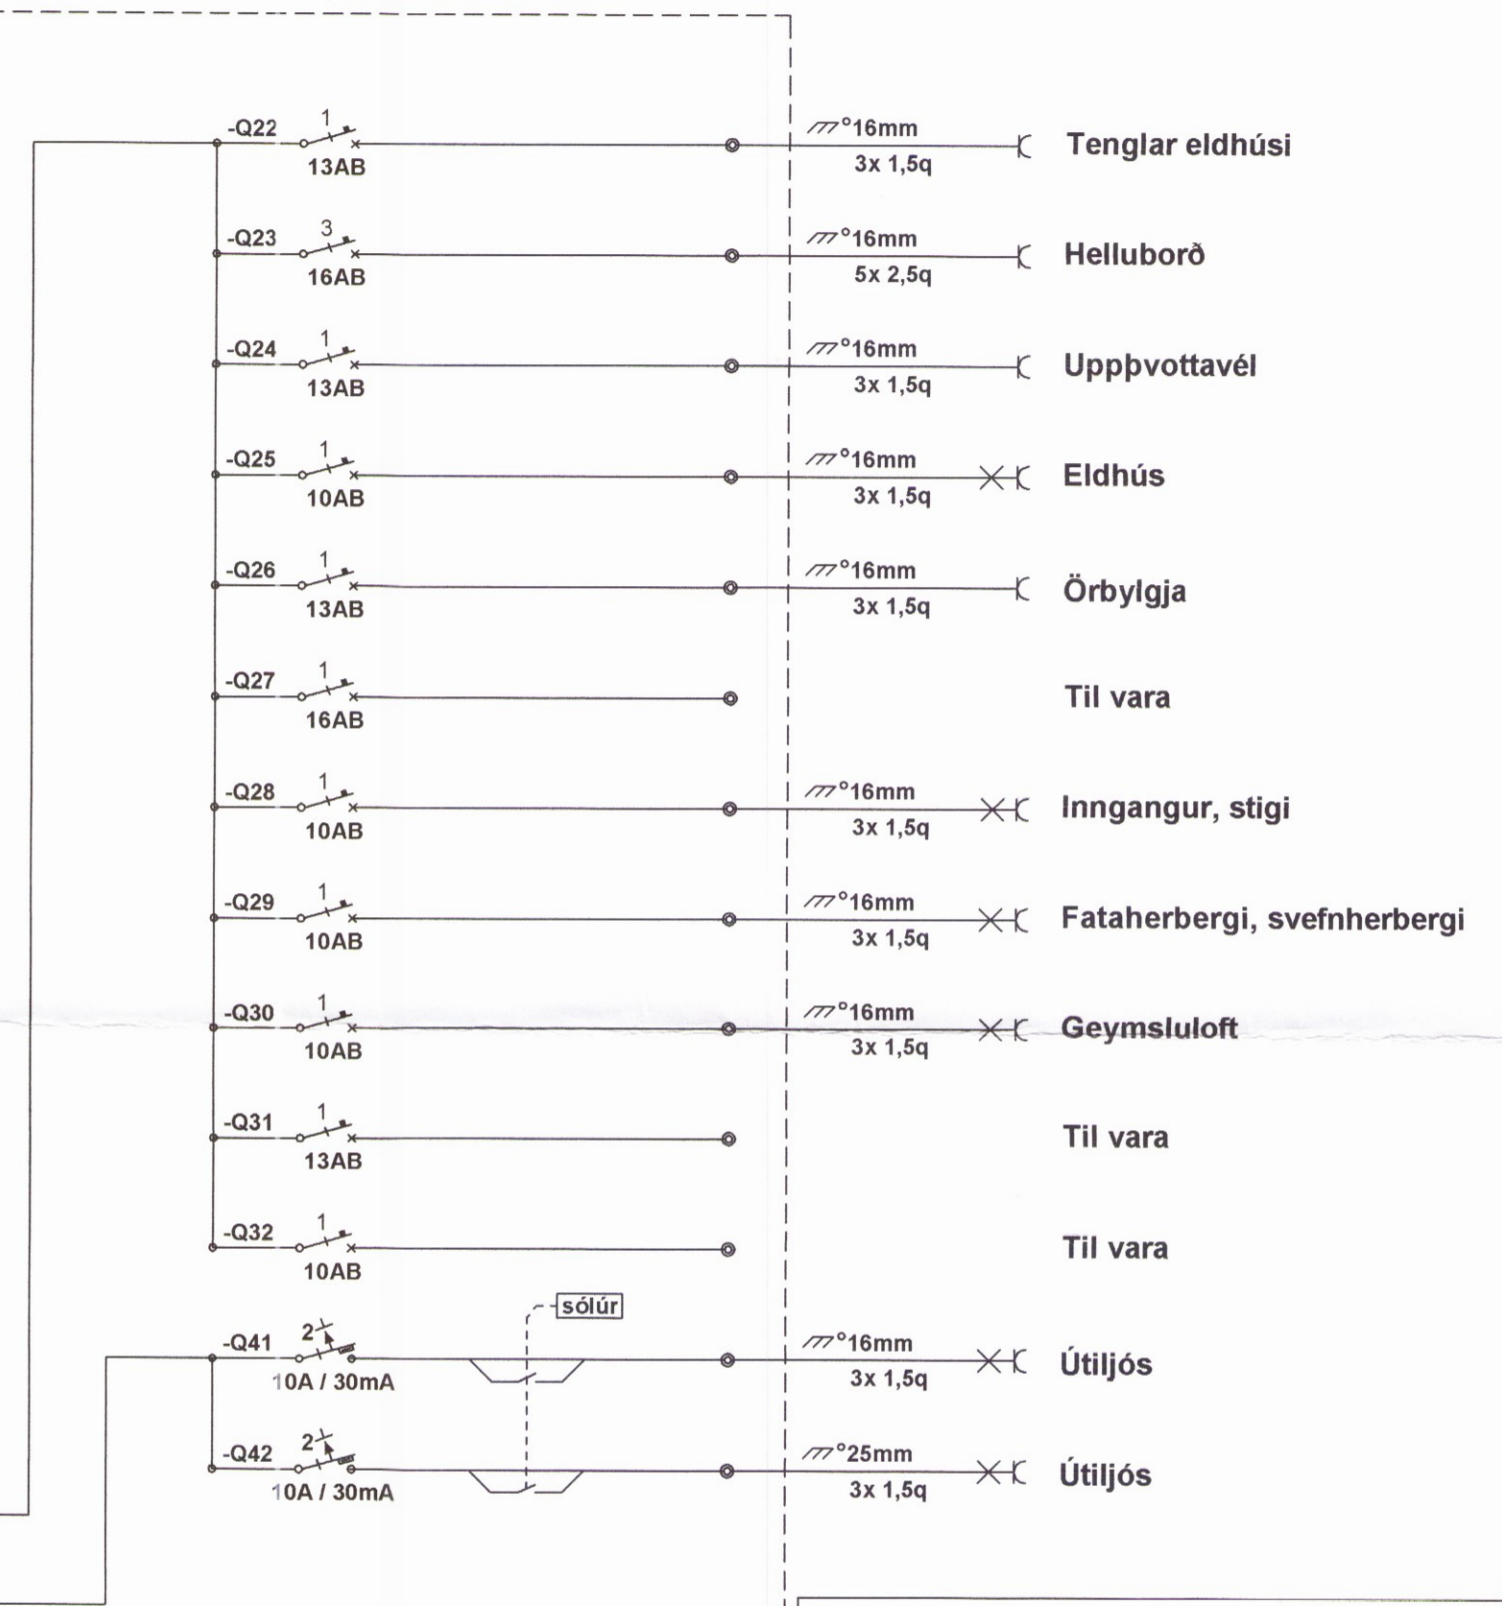 -Q22 1 °16mm
13AB 3x 1,5q Tenglar eldhúsi
-Q23 3 °16mm
16AB 5x 2,5q Helluborð
-Q24 1 °16mm
13AB 3x 1,5q Uppþvottavél
-Q25 1 °16mm
10AB 3x 1,5q Eldhús
-Q26 1 °16mm
13AB 3x 1,5q Örbylgja
-Q27 1
16AB Til vara
-Q28 1 °16mm
10AB 3x 1,5q Inngangur, stigi
-Q29 1 °16mm
10AB 3x 1,5q Fataherbergi, svefnherbergi
-Q30 1 °16mm
10AB 3x 1,5q Geymsluloft
-Q31 1
13AB Til vara
-Q32 1
10AB Til vara
sólúr
-Q41 2 °16mm
10A / 30mA 3x 1,5q Útiljós
-Q42 2 °25mm
10A / 30mA 3x 1,5q Útiljós